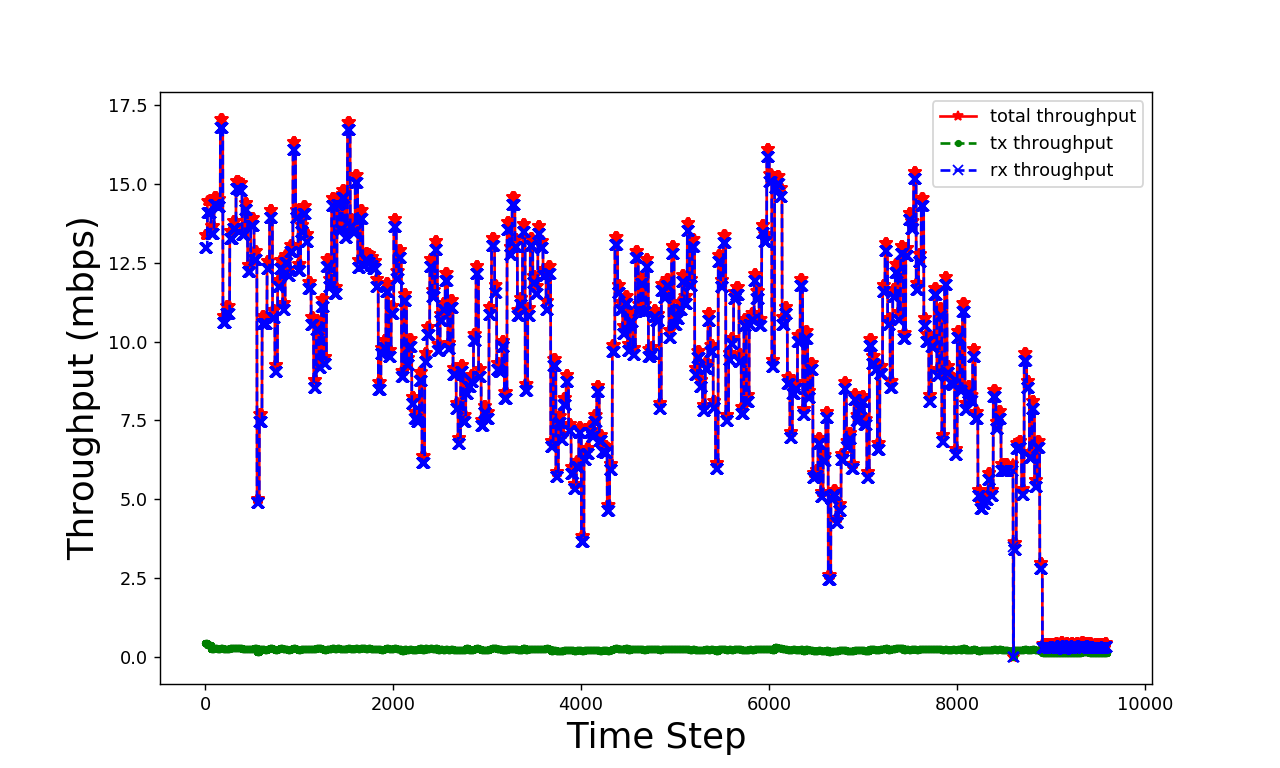 17.5
15.0
12.5
10.0
7.5
5.0
2.5
0.0
Throughput (mbps)
total throughput
tx throughput
rx throughput
0 2000 4000 6000 8000 10000
Time Step